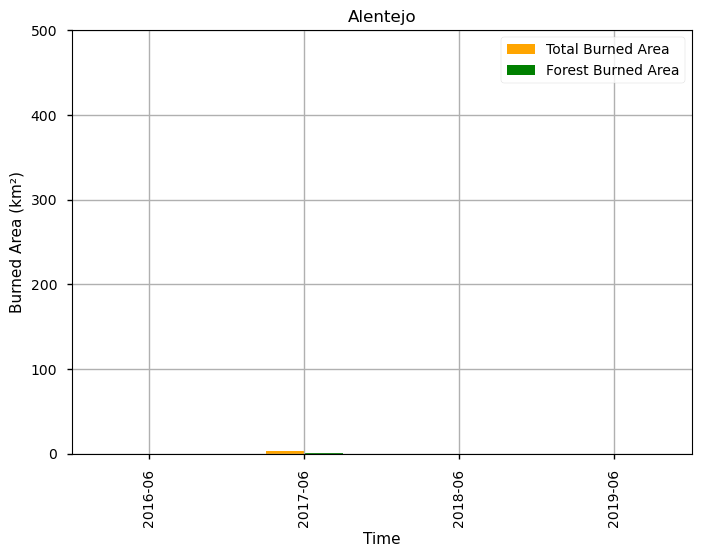 Alentejo
Total Burned Area
Forest Burned Area
Burned Area (km²)
500
400
300
200
100
0
2016-06
2017-06
2018-06
2019-06
Time